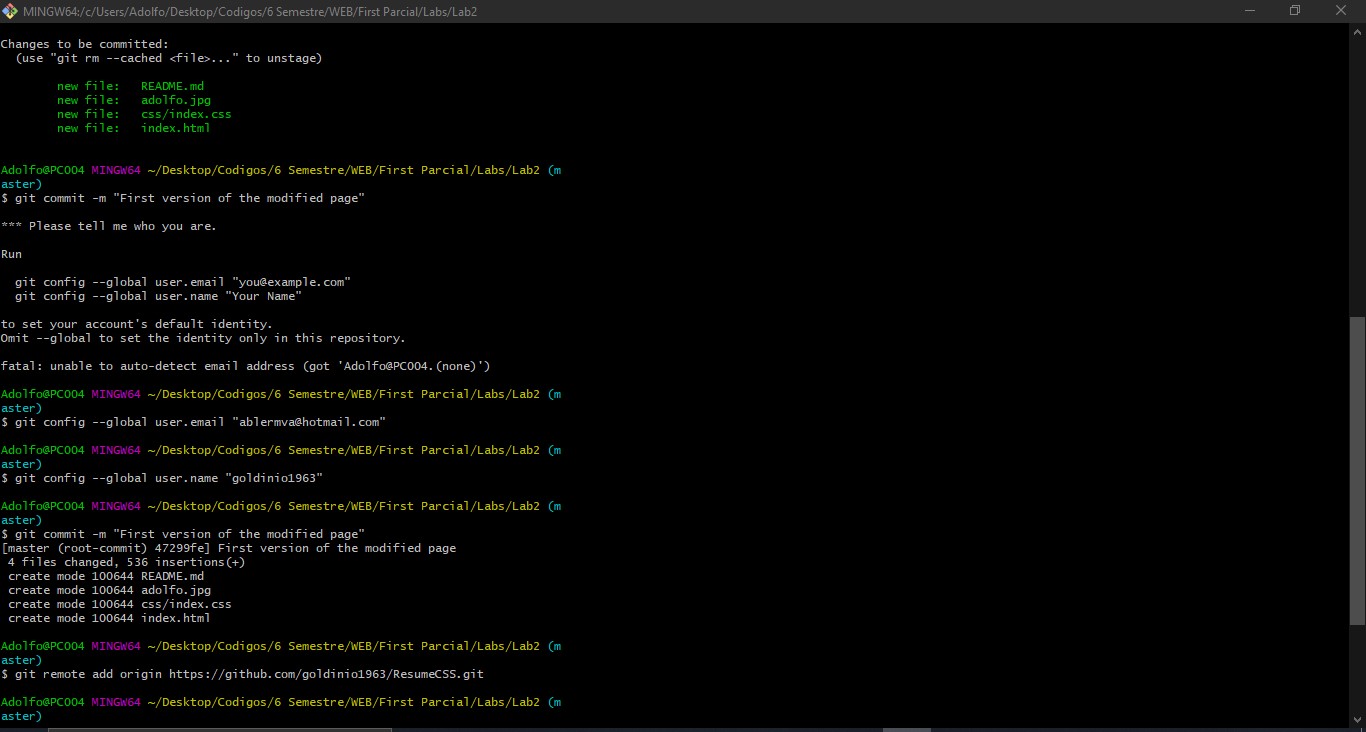 MINGW64:/c/Users/Adolfo/Desktop/Codigos/6 Semestre/WEB/First Parcial/Labs/Lab2
Changes to be committed:
  (use "git rm --cached <file>..." to unstage)
        new file:   README.md
        new file:   adolfo.jpg
        new file:   css/index.css
        new file:   index.html
Adolfo@PC004 MINGW64 ~/Desktop/Codigos/6 Semestre/WEB/First Parcial/Labs/Lab2 (m
aster)
$ git commit -m "First version of the modified page"
*** Please tell me who you are.
Run
  git config --global user.email "you@example.com"
  git config --global user.name "Your Name"
to set your account's default identity.
Omit --global to set the identity only in this repository.
fatal: unable to auto-detect email address (got 'Adolfo@PC004.(none)')
Adolfo@PC004 MINGW64 ~/Desktop/Codigos/6 Semestre/WEB/First Parcial/Labs/Lab2 (m
aster)
$ git config --global user.email "ablermva@hotmail.com"
Adolfo@PC004 MINGW64 ~/Desktop/Codigos/6 Semestre/WEB/First Parcial/Labs/Lab2 (m
aster)
$ git config --global user.name "goldinio1963"
Adolfo@PC004 MINGW64 ~/Desktop/Codigos/6 Semestre/WEB/First Parcial/Labs/Lab2 (m
aster)
$ git commit -m "First version of the modified page"
[master (root-commit) 47299fe] First version of the modified page
 4 files changed, 536 insertions(+)
 create mode 100644 README.md
 create mode 100644 adolfo.jpg
 create mode 100644 css/index.css
 create mode 100644 index.html
Adolfo@PC004 MINGW64 ~/Desktop/Codigos/6 Semestre/WEB/First Parcial/Labs/Lab2 (m
aster)
$ git remote add origin https://github.com/goldinio1963/ResumeCSS.git
Adolfo@PC004 MINGW64 ~/Desktop/Codigos/6 Semestre/WEB/First Parcial/Labs/Lab2 (m
aster)